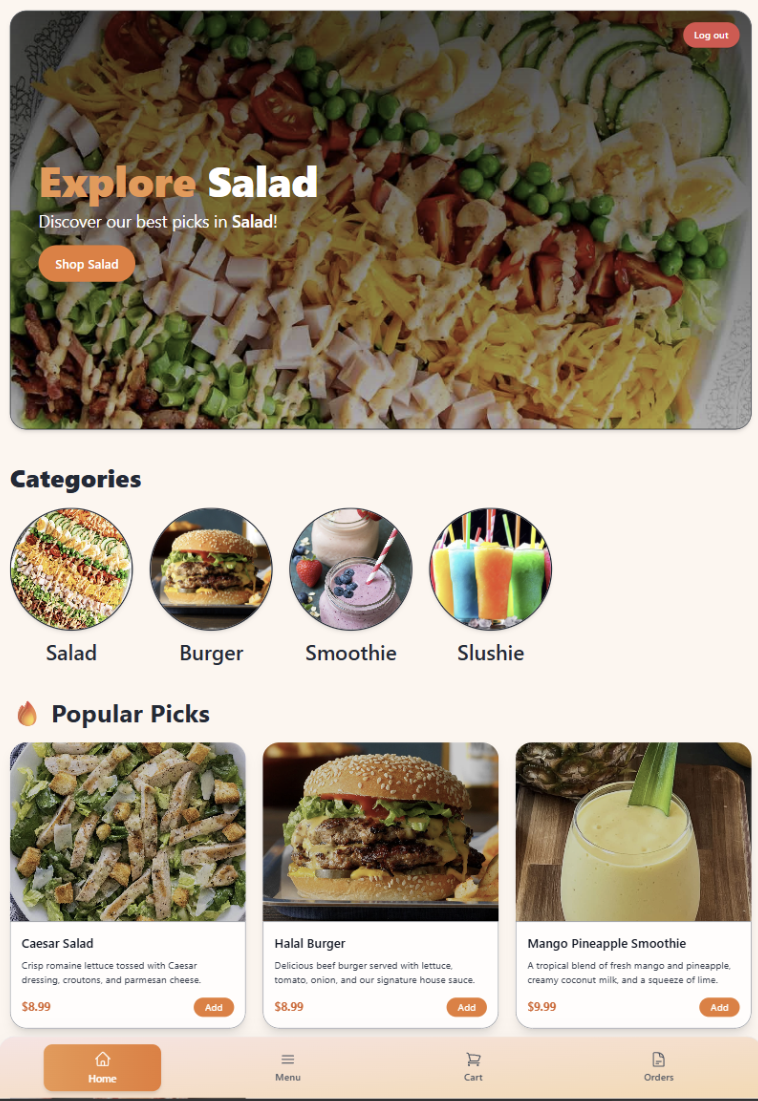 Log out
Explore Salad
Discover our best picks in Salad!
Shop Salad
Categories
Salad
Burger
Smoothie
Slushie
🔥 Popular Picks
Caesar Salad
Crisp romaine lettuce tossed with Caesar
dressing, croutons, and parmesan cheese.
$8.99
Add
Halal Burger
Delicious beef burger served with lettuce,
tomato, onion, and our signature house sauce.
$8.99
Add
Mango Pineapple Smoothie
A tropical blend of fresh mango and pineapple,
creamy coconut milk, and a squeeze of lime.
$9.99
Add
Home
Menu
Cart
Orders